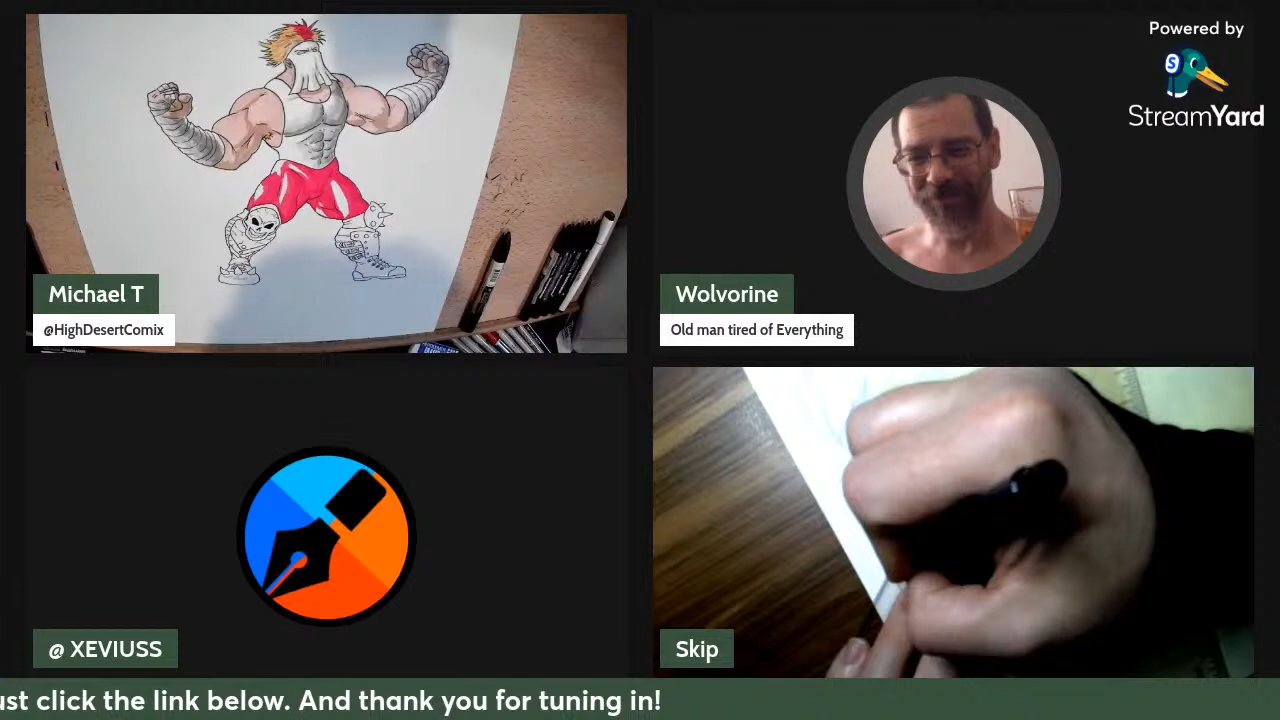 Powered by
StreamYard
Michael T
@HighDesertComix
Wolvorine
Old man tired of Everything
@ XEVIUSS
Skip
ust click the link below. And thank you for tuning in!